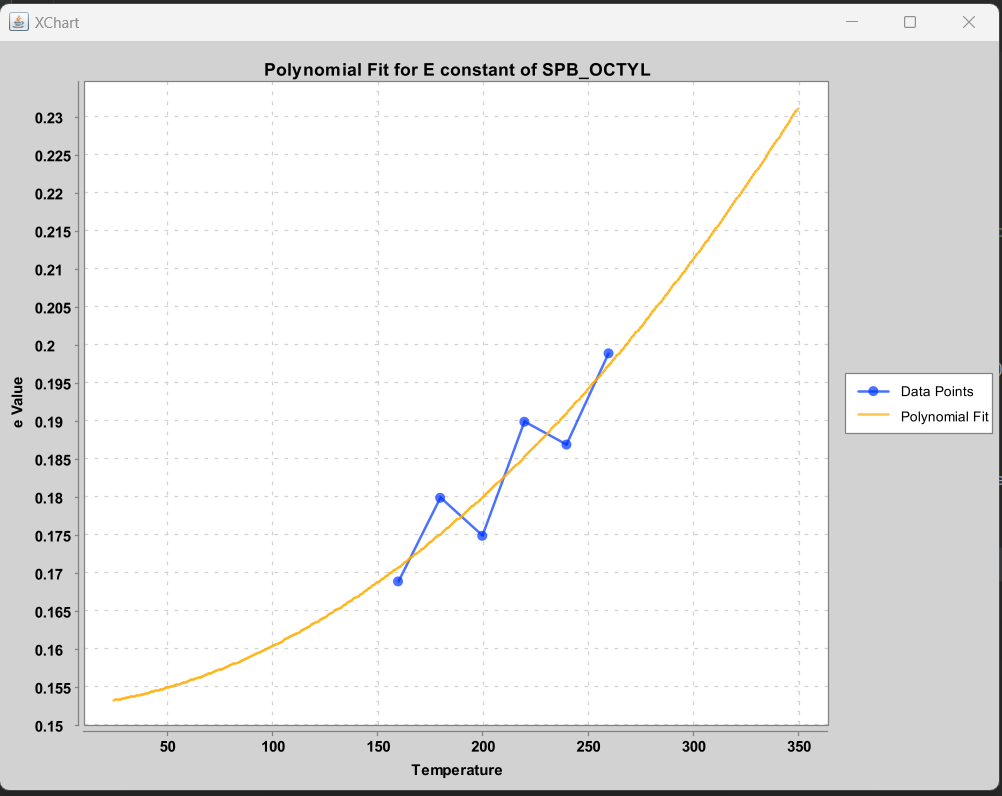 XChart
Polynomial Fit for E constant of SPB_OCTYL
0.23
0.225
0.22
0.215
0.21
0.205
0.2
0.195
0.19
0.185
0.18
0.175
0.17
0.165
0.16
0.155
0.15
e Value
50 100 150 200 250 300 350
Temperature
Data Points
Polynomial Fit